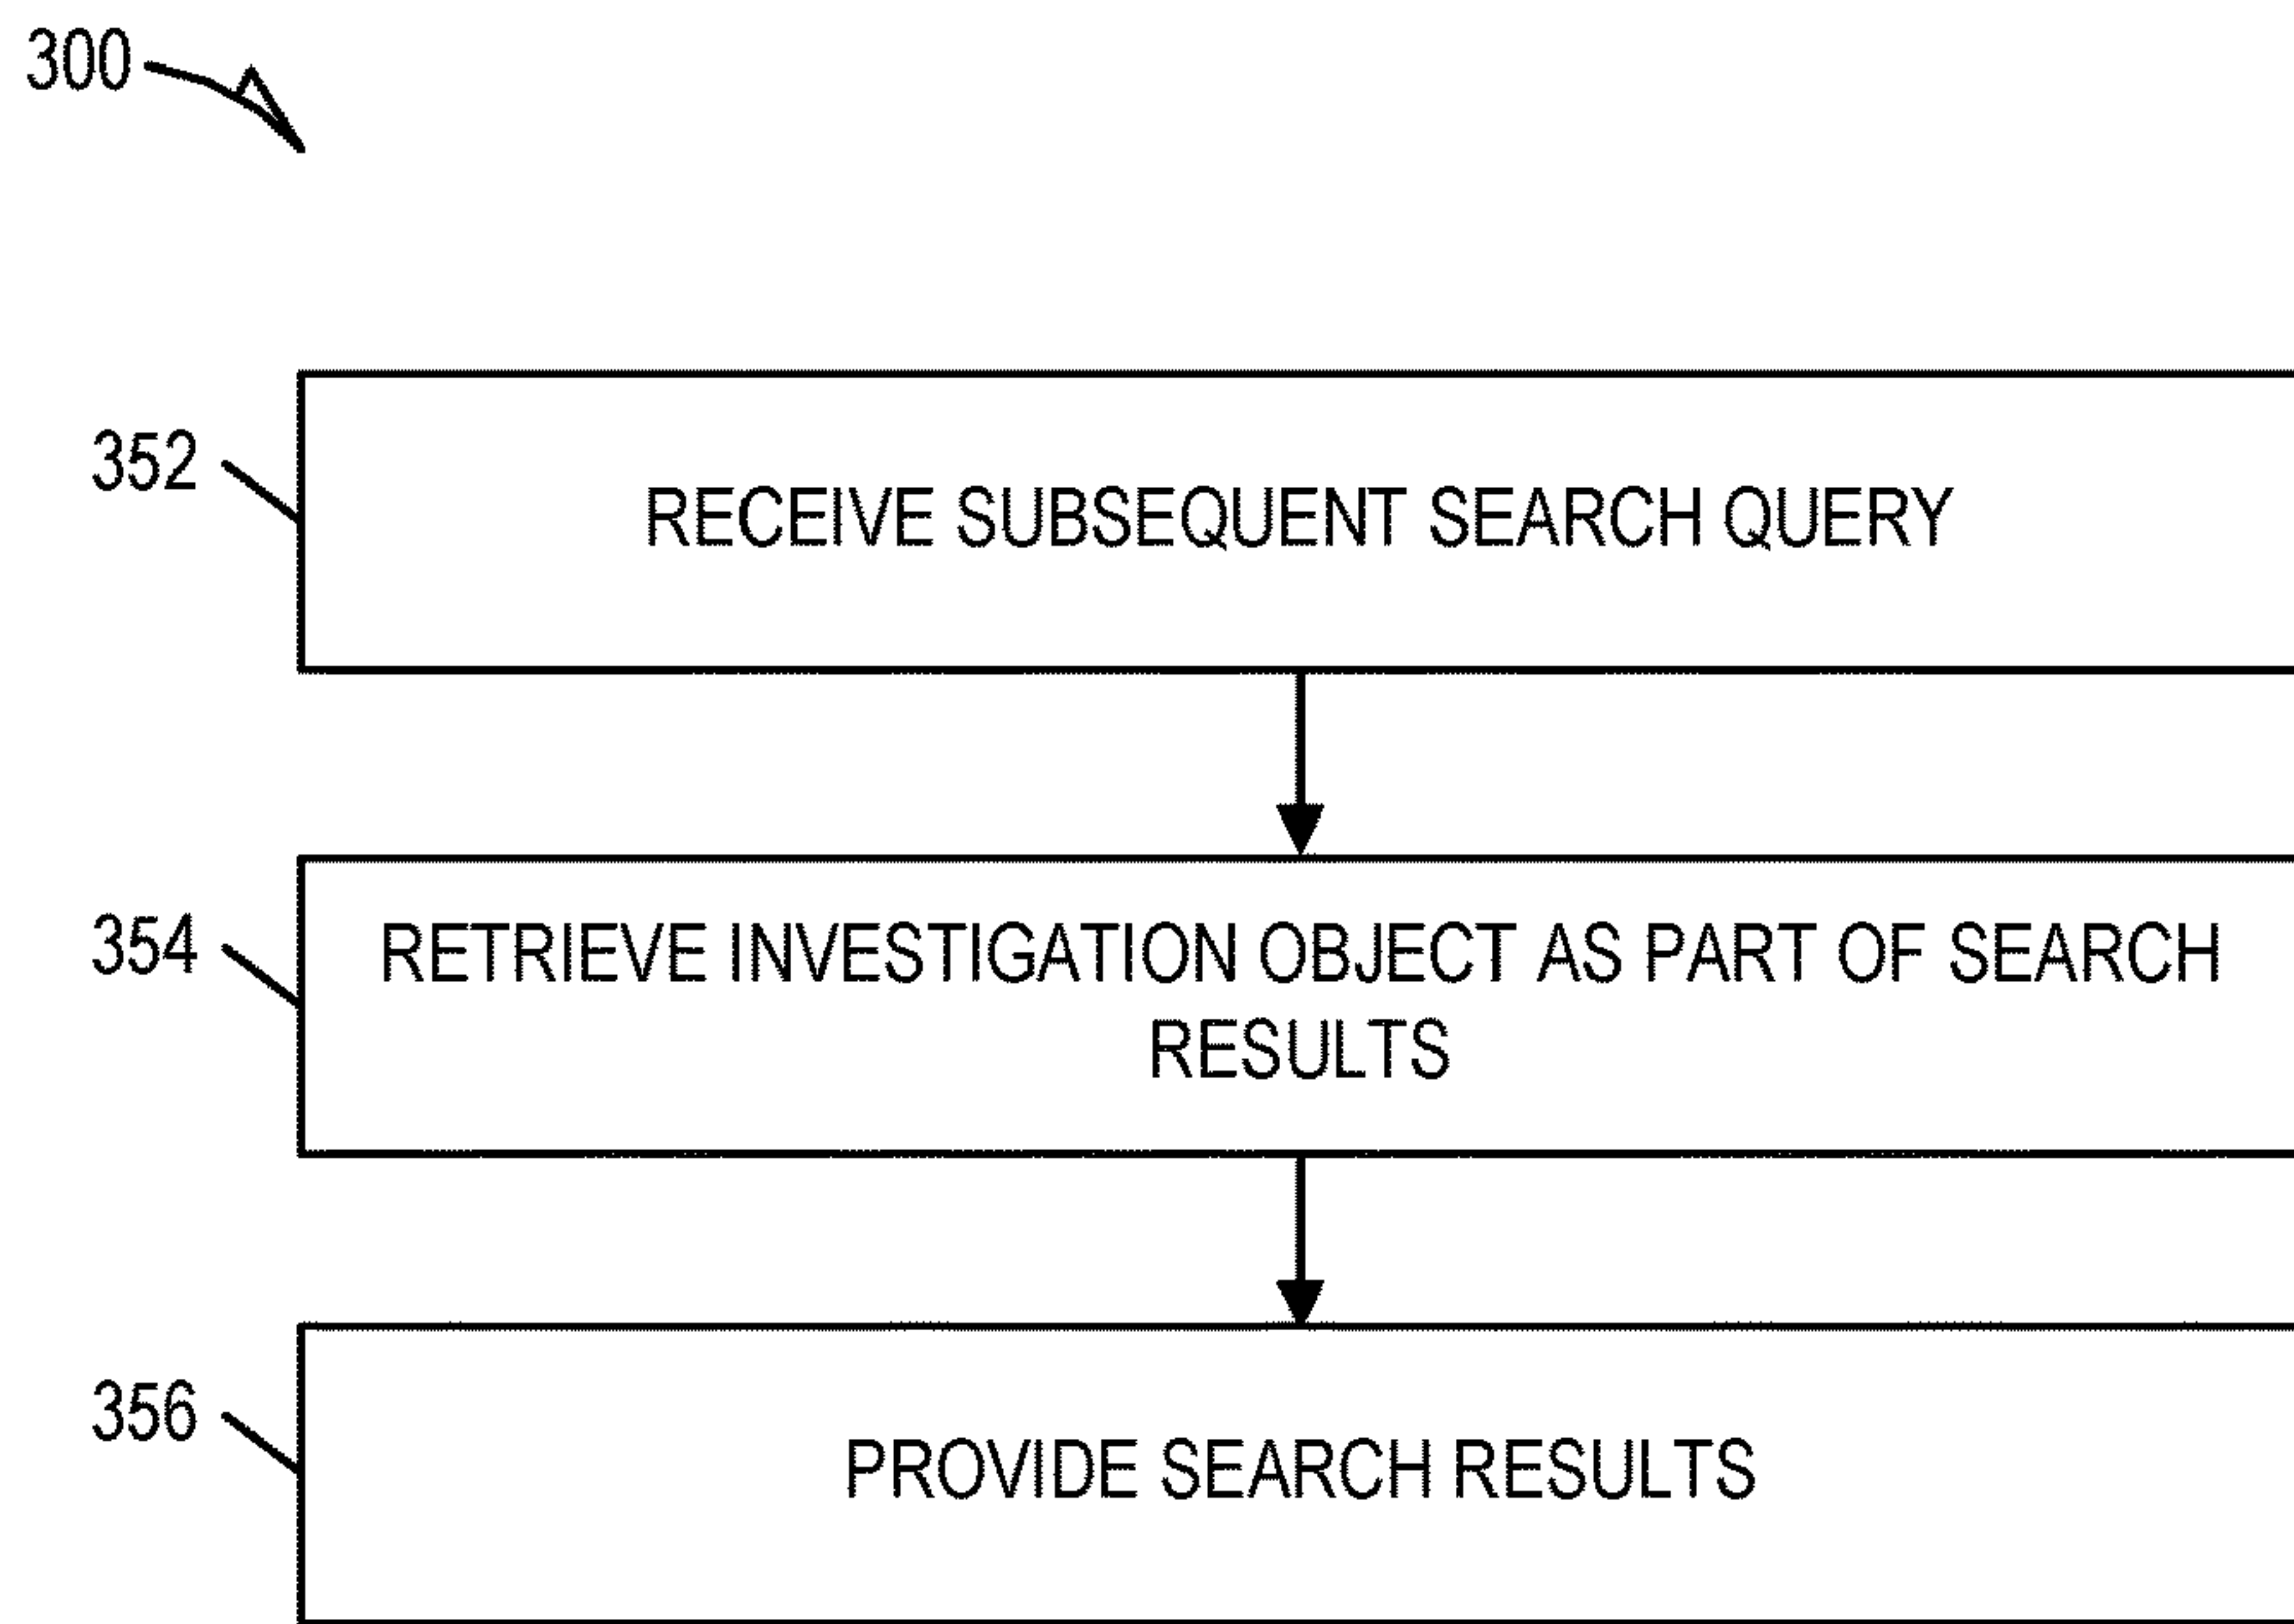 300
352
RECEIVE SUBSEQUENT SEARCH QUERY
354
RETRIEVE INVESTIGATION OBJECT AS PART OF SEARCH
RESULTS
356
PROVIDE SEARCH RESULTS